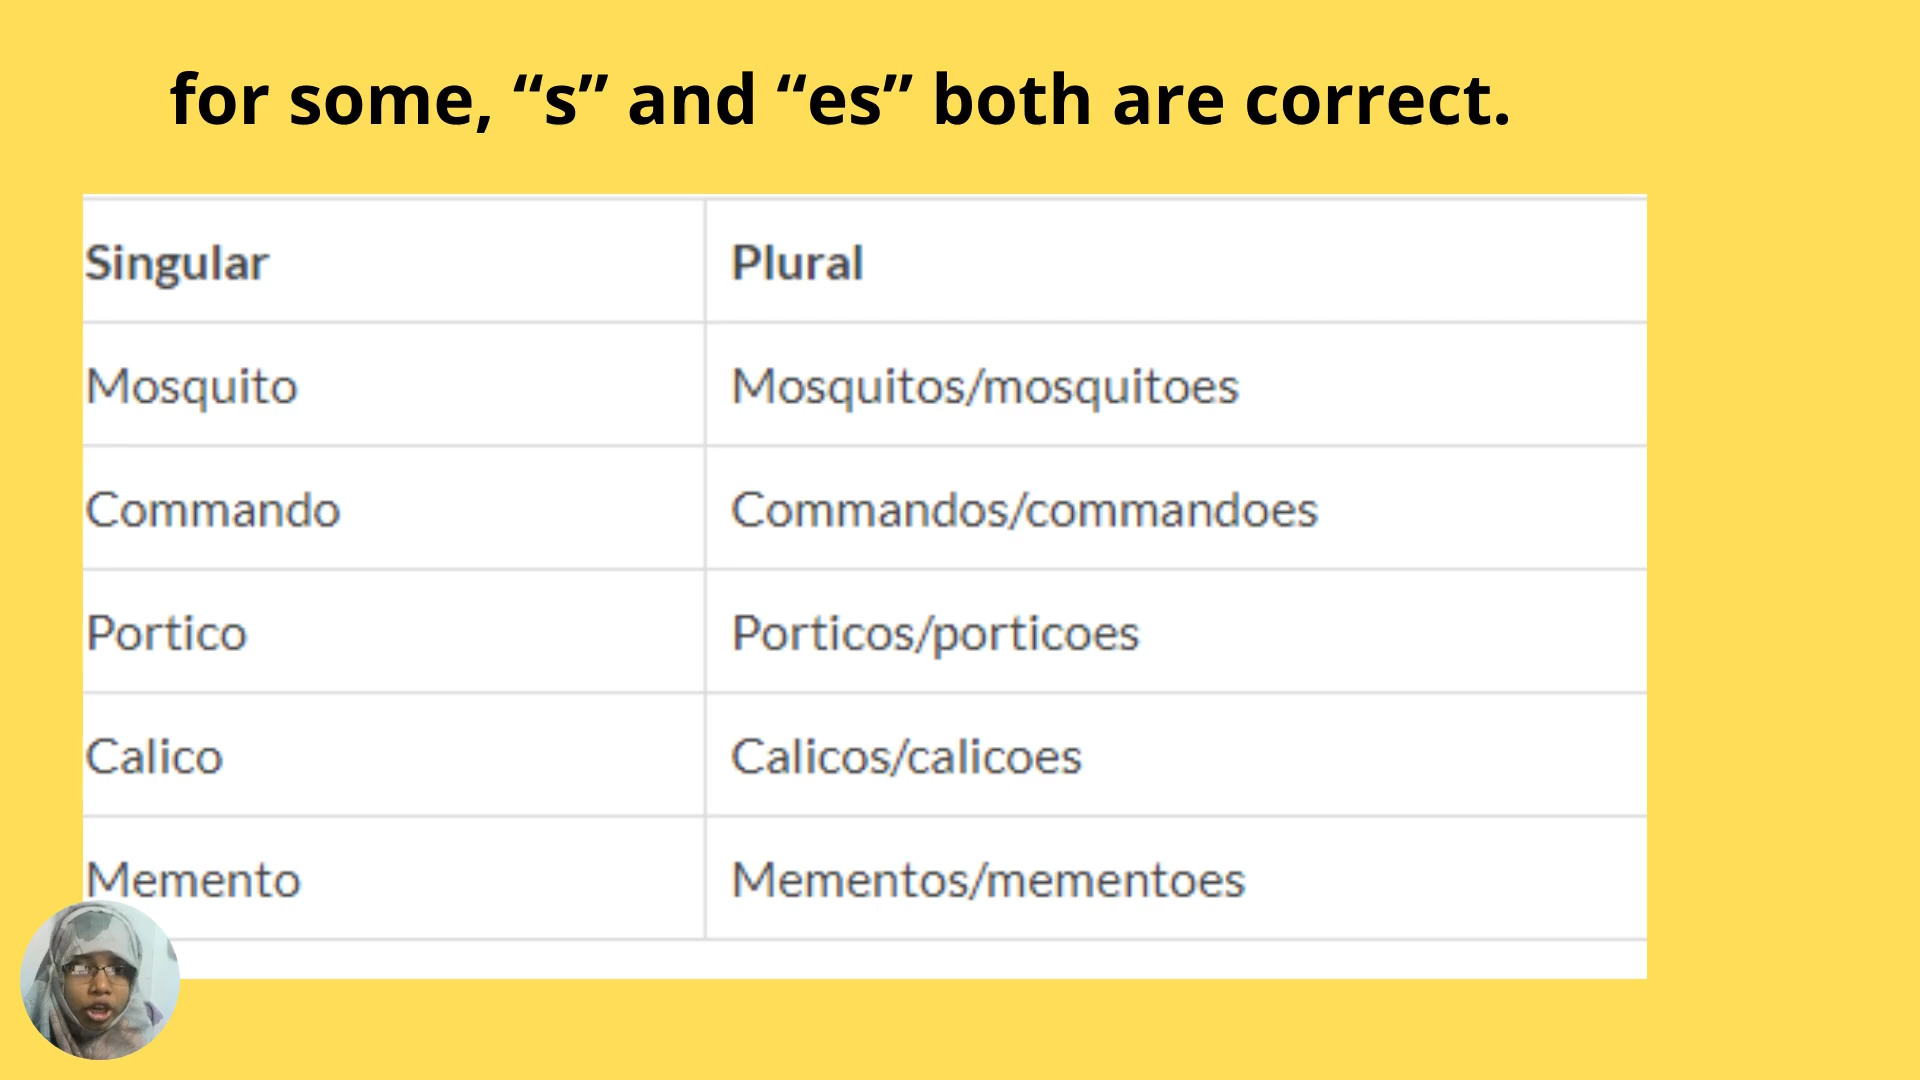 for some, “s” and “es” both are correct.
Singular Plural
Mosquito Mosquitos/mosquitoes
Commando Commandos/commandoes
Portico Porticos/porticoes
Calico Calicos/calicoes
Memento Mementos/mementoes